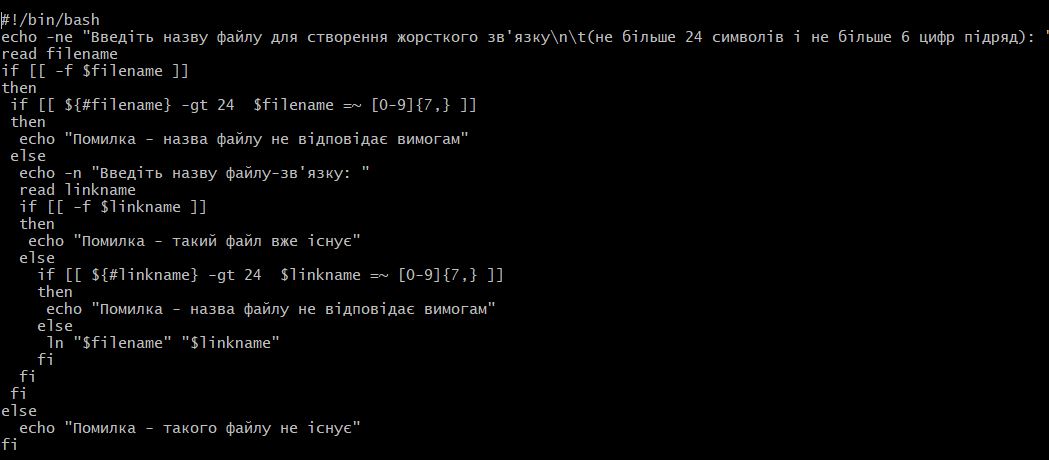 #!/bin/bash
echo -ne "Введіть назву файлу для створення жорсткого зв'язку\n\t(не більше 24 символів і не більше 6 цифр підряд): "
read filename
if [[ -f $filename ]]
then
 if [[ ${#filename} -gt 24  $filename =~ [0-9]{7,} ]]
 then
  echo "Помилка - назва файлу не відповідає вимогам"
 else
  echo -n "Введіть назву файлу-зв'язку: "
  read linkname
  if [[ -f $linkname ]]
  then
   echo "Помилка - такий файл вже існує"
  else
    if [[ ${#linkname} -gt 24  $linkname =~ [0-9]{7,} ]]
    then
     echo "Помилка - назва файлу не відповідає вимогам"
    else
     ln "$filename" "$linkname"
    fi
  fi
 fi
else
  echo "Помилка - такого файлу не існує"
fi